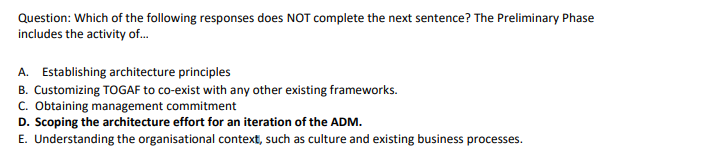 Question: Which of the following responses does NOT complete the next sentence? The Preliminary Phase
includes the activity of...
A. Establishing architecture principles
B. Customizing TOGAF to co-exist with any other existing frameworks.
C. Obtaining management commitment
D. Scoping the architecture effort for an iteration of the ADM.
E. Understanding the organisational context, such as culture and existing business processes.